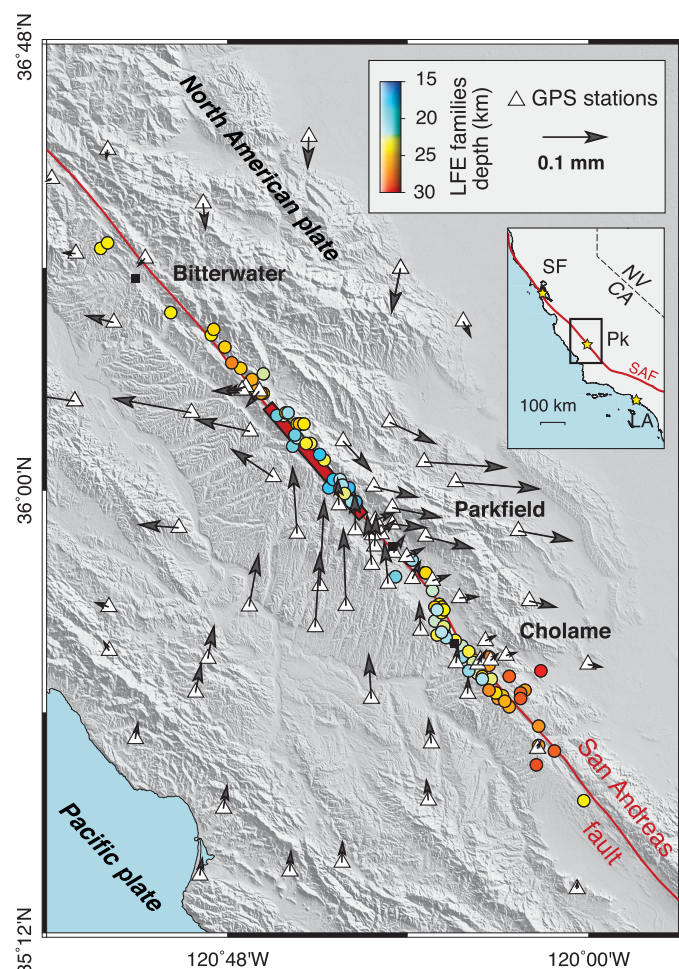 36°48'N
36°00'N
35°12'N
120°48'W
120°00'W
North American plate
Pacific plate
Bitterwater
Parkfield
Cholame
San Andreas
fault
15
20
25
30
LFE families
depth (km)
GPS stations
0.1 mm
SF
NV
CA
Pk
SAF
100 km
LA